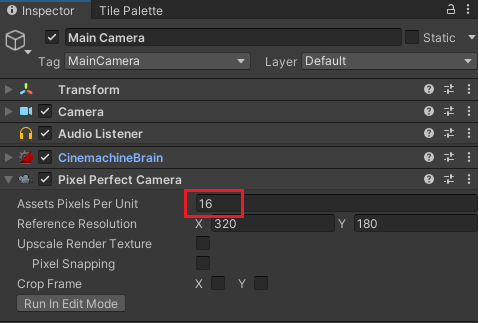 Inspector Tile Palette
Main Camera Static
Tag MainCamera Layer Default
Transform
Camera
Audio Listener
CinemachineBrain
Pixel Perfect Camera
Assets Pixels Per Unit 16
Reference Resolution X 320 Y 180
Upscale Render Texture
Pixel Snapping
Crop Frame X Y
Run In Edit Mode